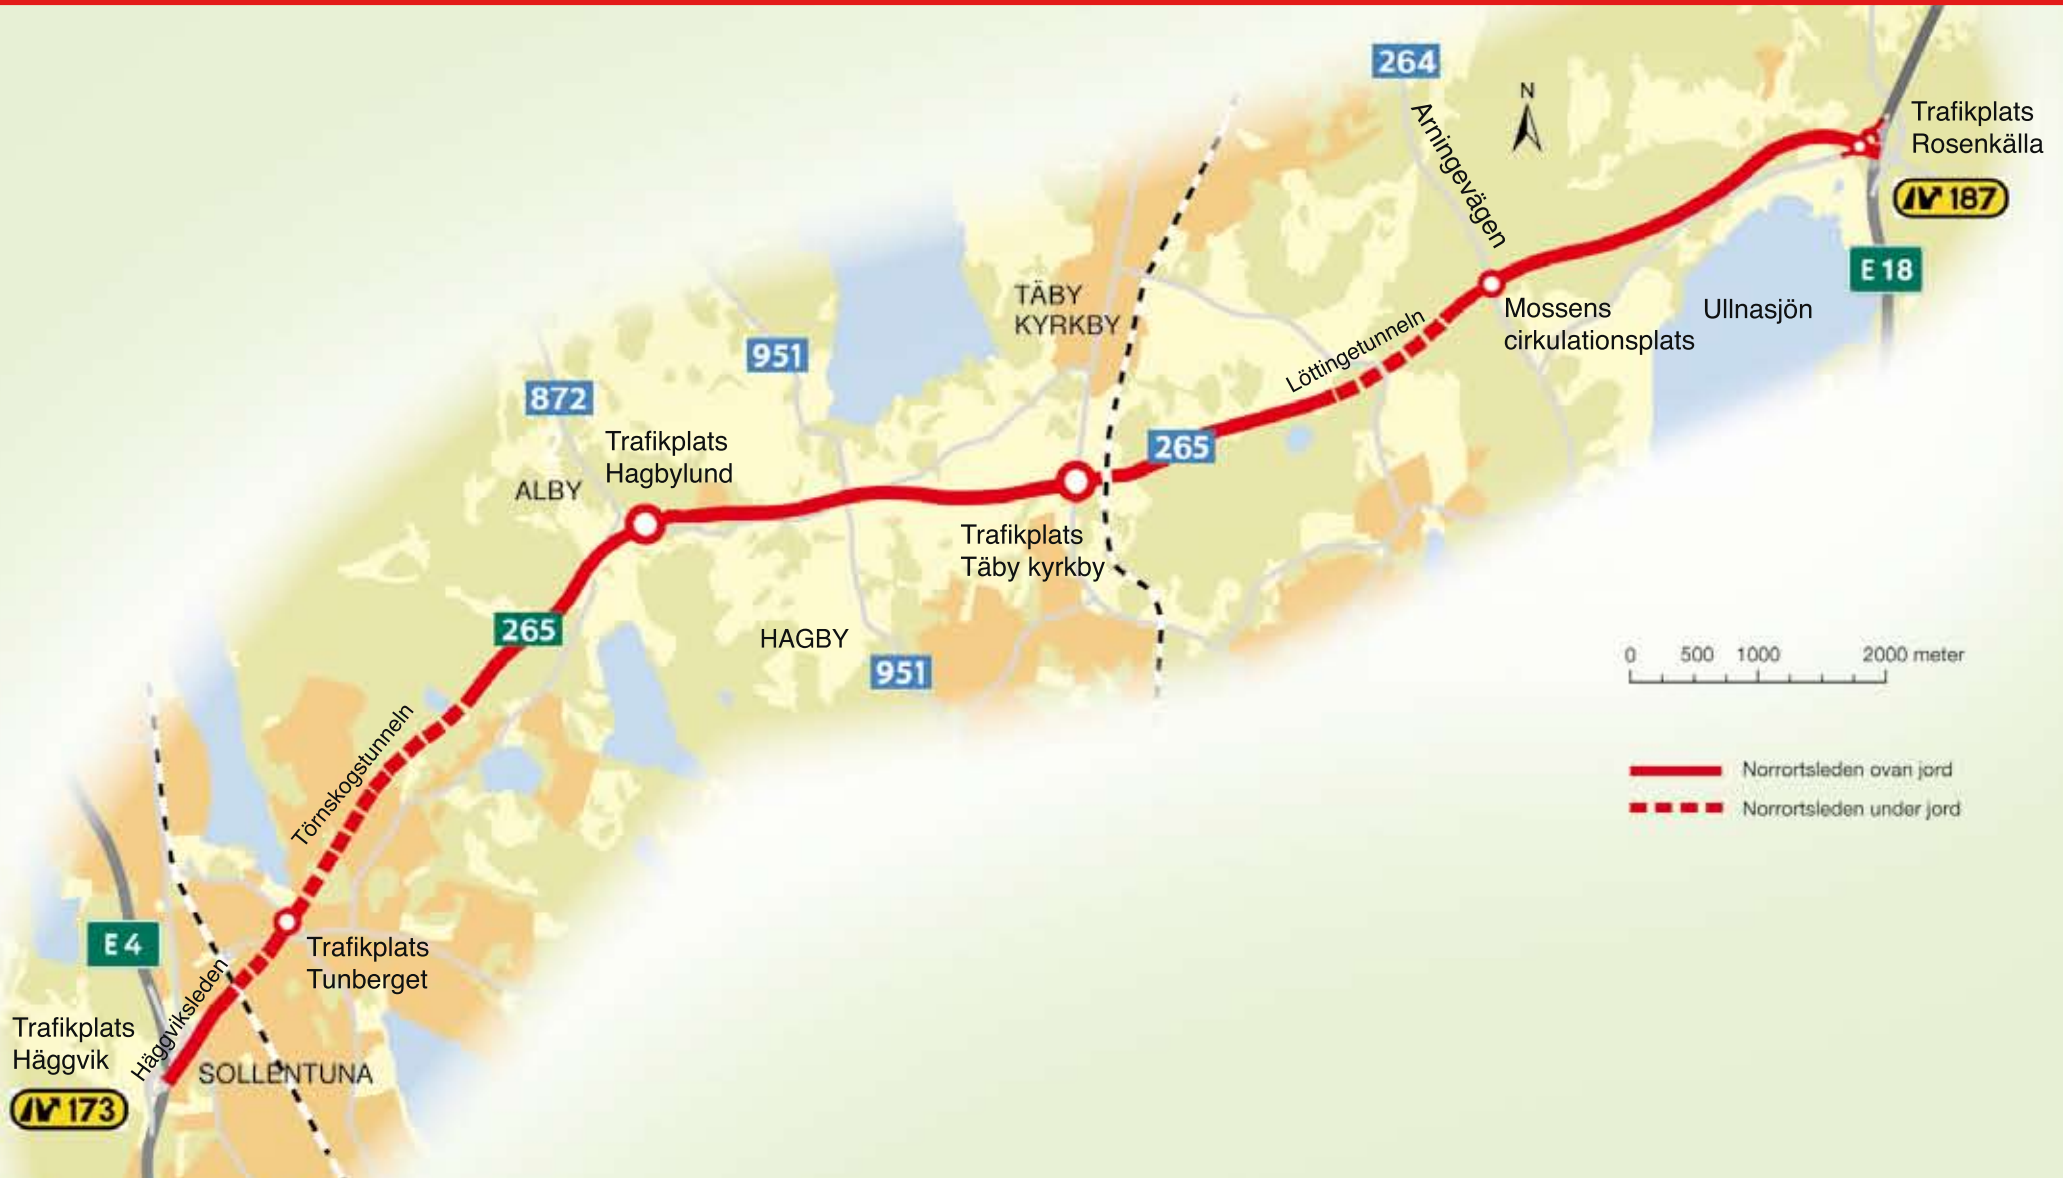 264
N
Arningevägen
Trafikplats
Rosenkälla
187
E 18
TÄBY
KYRKBY
Mossens
cirkulationsplats
Ullnasjön
Löttingetunneln
951
872
Trafikplats
Hagbylund
ALBY
265
Trafikplats
Täby kyrkby
265
HAGBY
951
0 500 1000 2000 meter
Törnskogstunneln
Norrortsleden ovan jord
Norrortsleden under jord
E 4
Trafikplats
Tunberget
Häggviksleden
Trafikplats
Häggvik
SOLLENTUNA
173